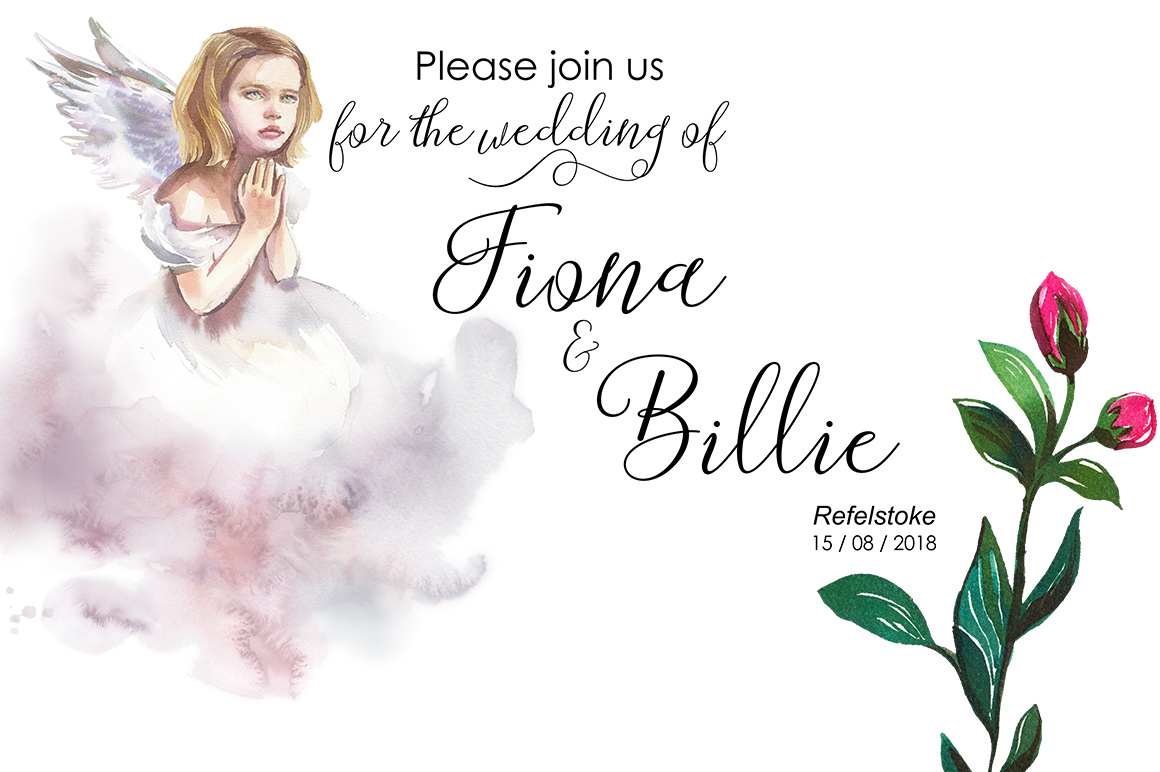 Please join us
for the wedding of
Fiona
&
Billie
Refelstoke
15 / 08 / 2018